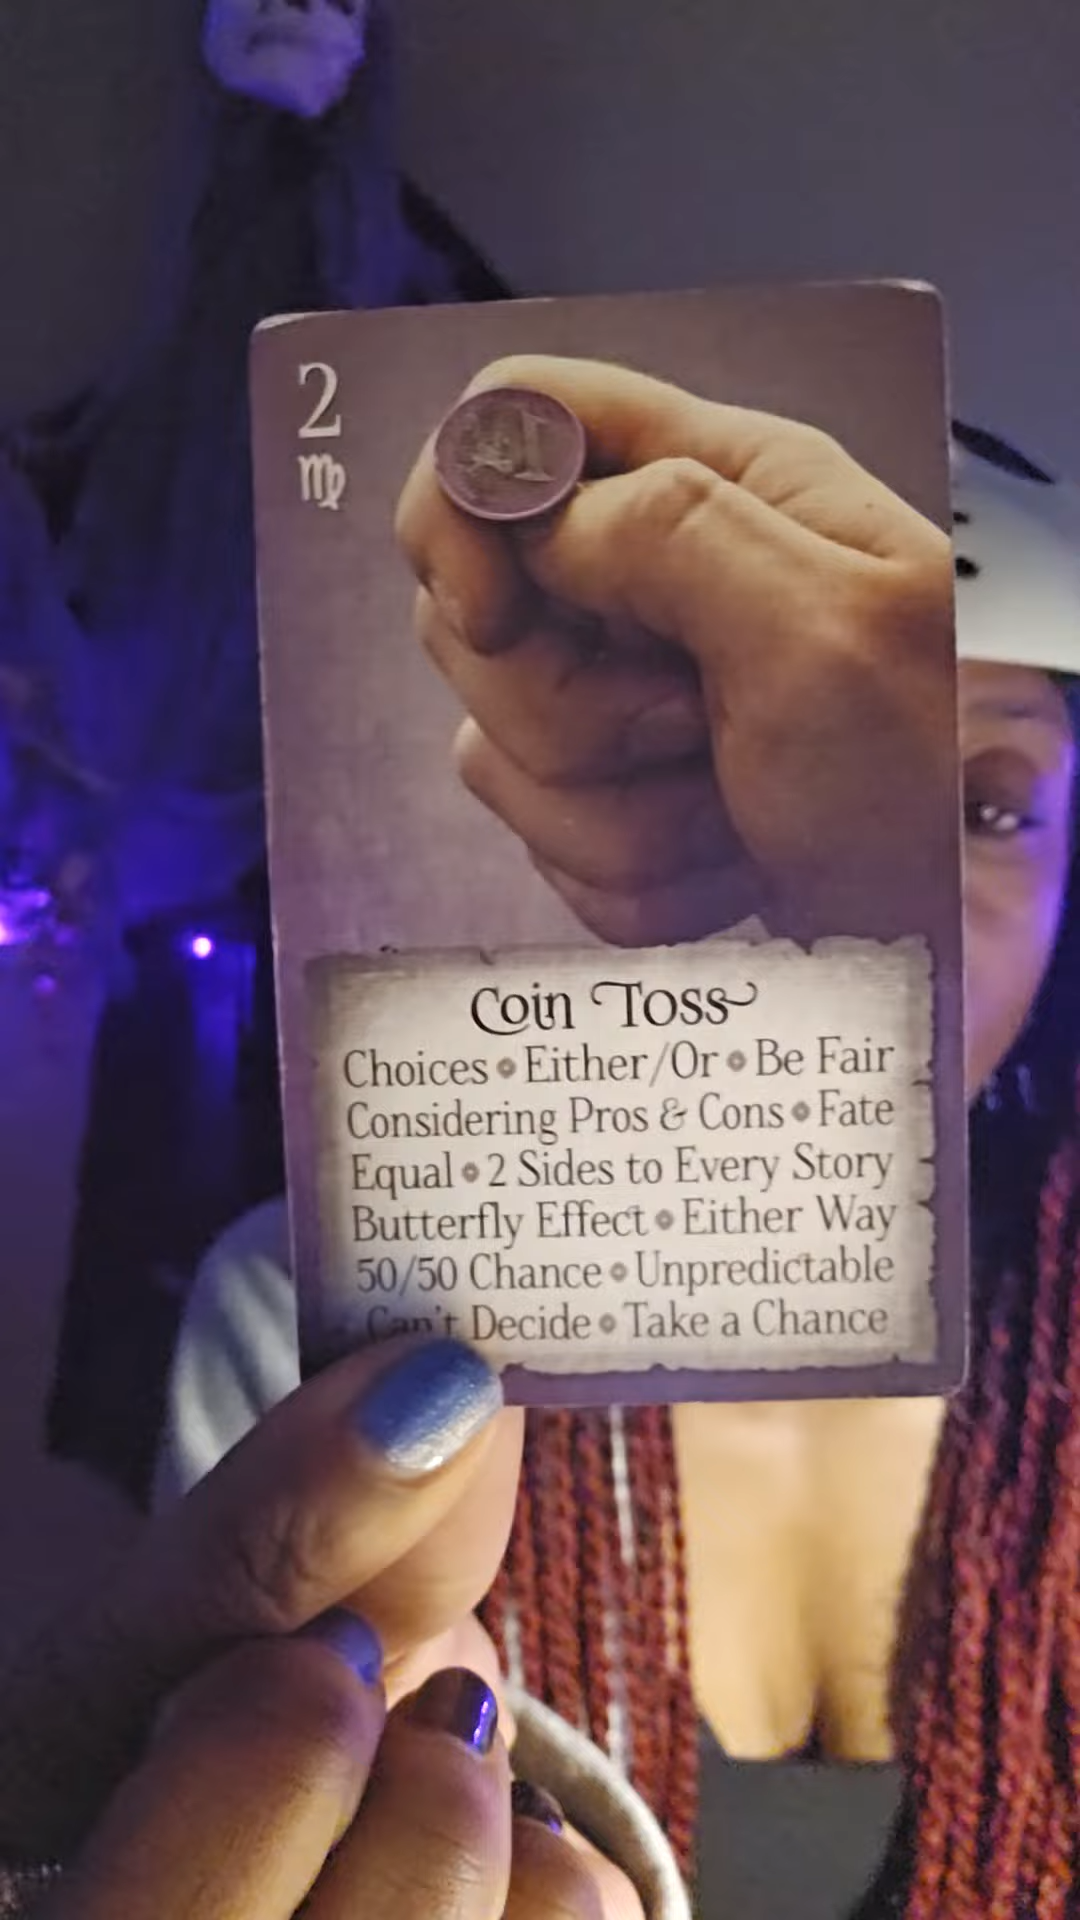 2
♍
Coin Toss
Choices • Either/Or • Be Fair
Considering Pros & Cons • Fate
Equal • 2 Sides to Every Story
Butterfly Effect • Either Way
50/50 Chance • Unpredictable
Can't Decide • Take a Chance
1